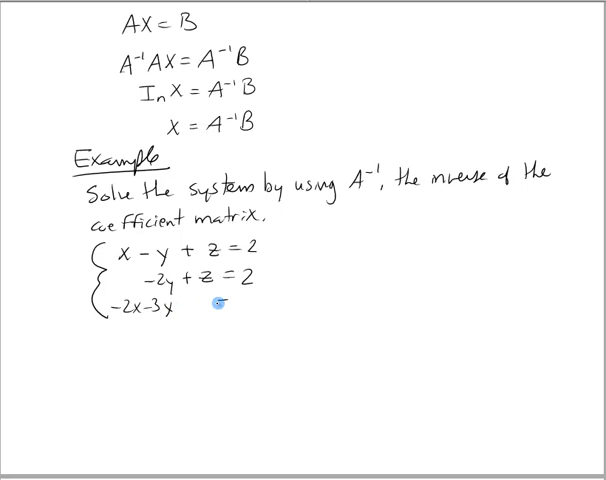 AX = B
A⁻¹AX = A⁻¹B
InX = A⁻¹B
X = A⁻¹B
Example
Solve the system by using A⁻¹, the inverse of the
coefficient matrix.
x - y + z = 2
-2y + z = 2
-2x-3y